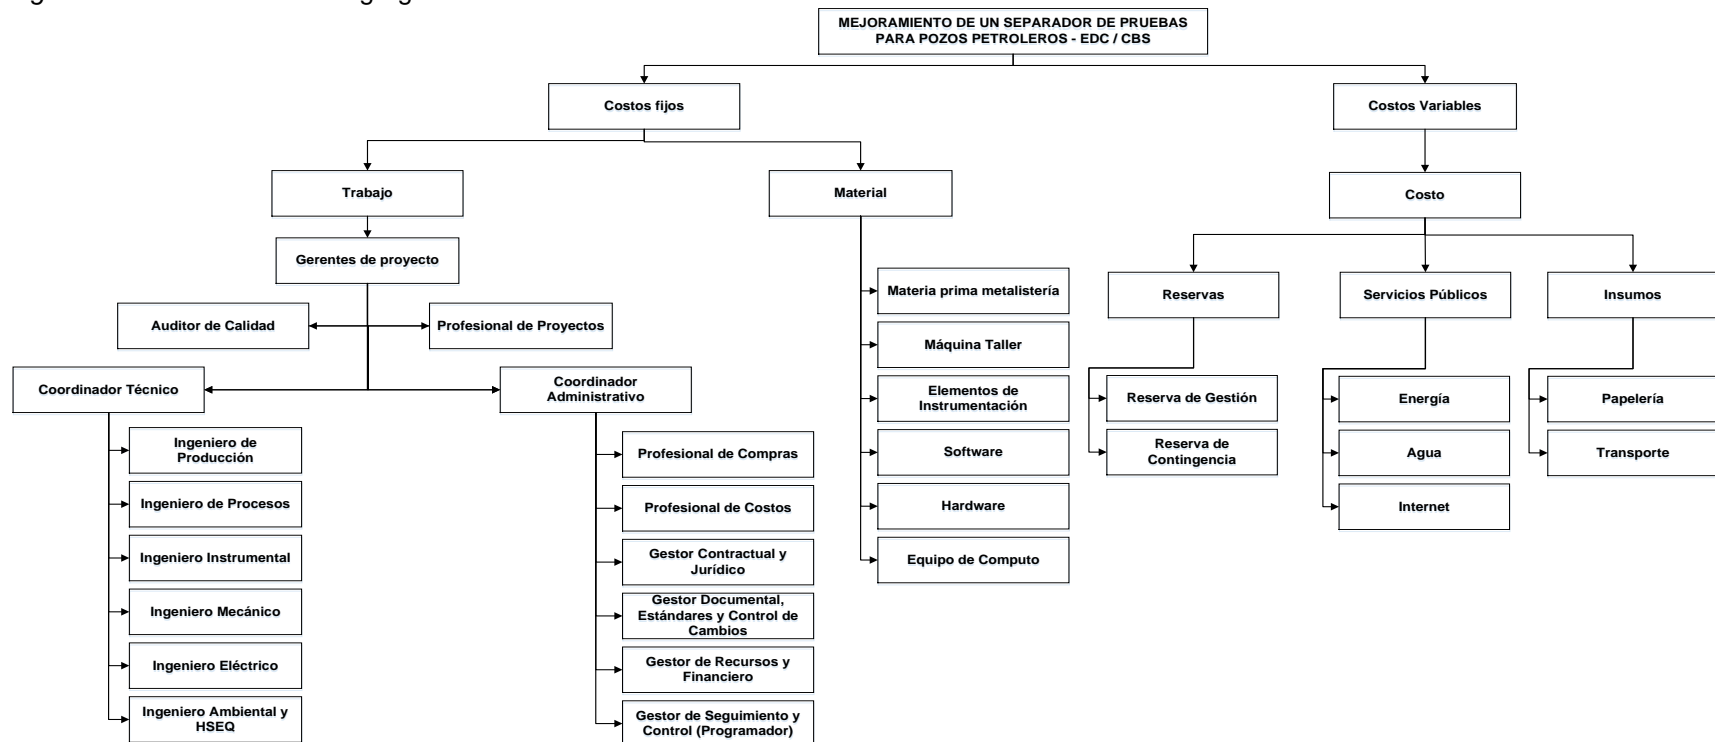 MEJORAMIENTO DE UN SEPARADOR DE PRUEBAS
PARA POZOS PETROLEROS - EDC / CBS
Costos fijos
Costos Variables
Trabajo
Material
Costo
Gerentes de proyecto
Auditor de Calidad
Profesional de Proyectos
Coordinador Técnico
Coordinador
Administrativo
Ingeniero de
Producción
Ingeniero de Procesos
Ingeniero Instrumental
Ingeniero Mecánico
Ingeniero Eléctrico
Ingeniero Ambiental y
HSEQ
Profesional de Compras
Profesional de Costos
Gestor Contractual y
Jurídico
Gestor Documental,
Estándares y Control de
Cambios
Gestor de Recursos y
Financiero
Gestor de Seguimiento y
Control (Programador)
Materia prima metalistería
Máquina Taller
Elementos de
Instrumentación
Software
Hardware
Equipo de Computo
Reservas
Servicios Públicos
Insumos
Reserva de Gestión
Reserva de
Contingencia
Energía
Agua
Internet
Papelería
Transporte